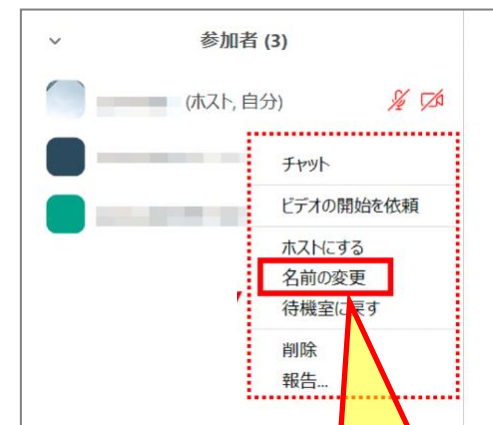 参加者 (3)
(ホスト, 自分)
チャット
ビデオの開始を依頼
ホストにする
名前の変更
待機室に戻す
削除
報告...